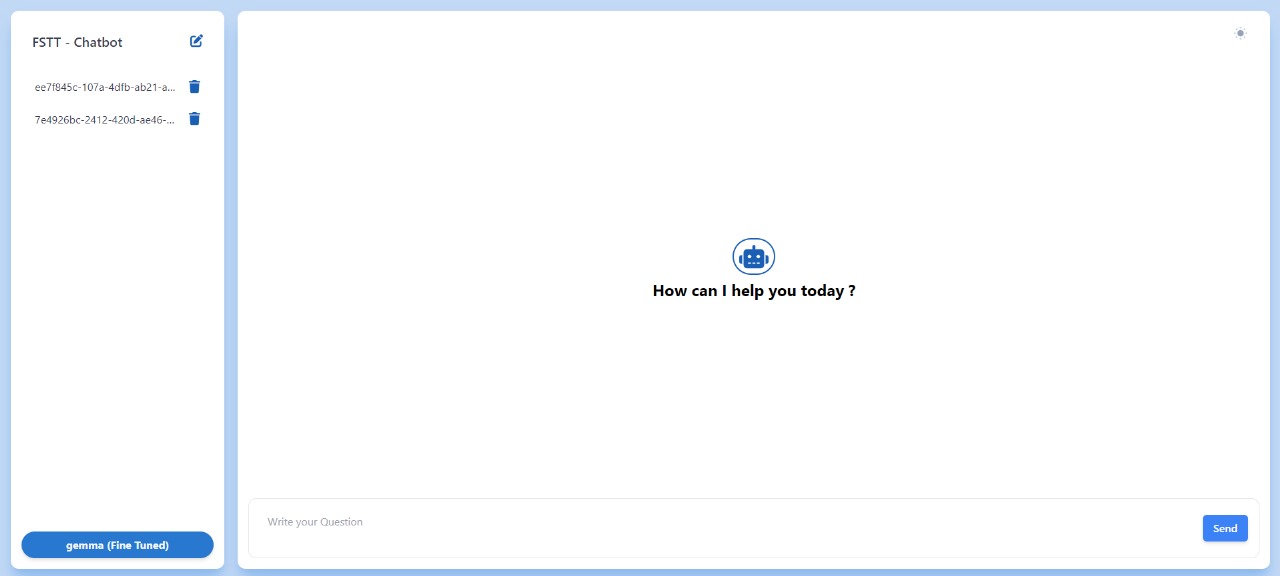 FSTT - Chatbot
ee7f845c-107a-4dfb-ab21-a...
7e4926bc-2412-420d-ae46-...
gemma (Fine Tuned)
How can I help you today ?
Write your Question
Send